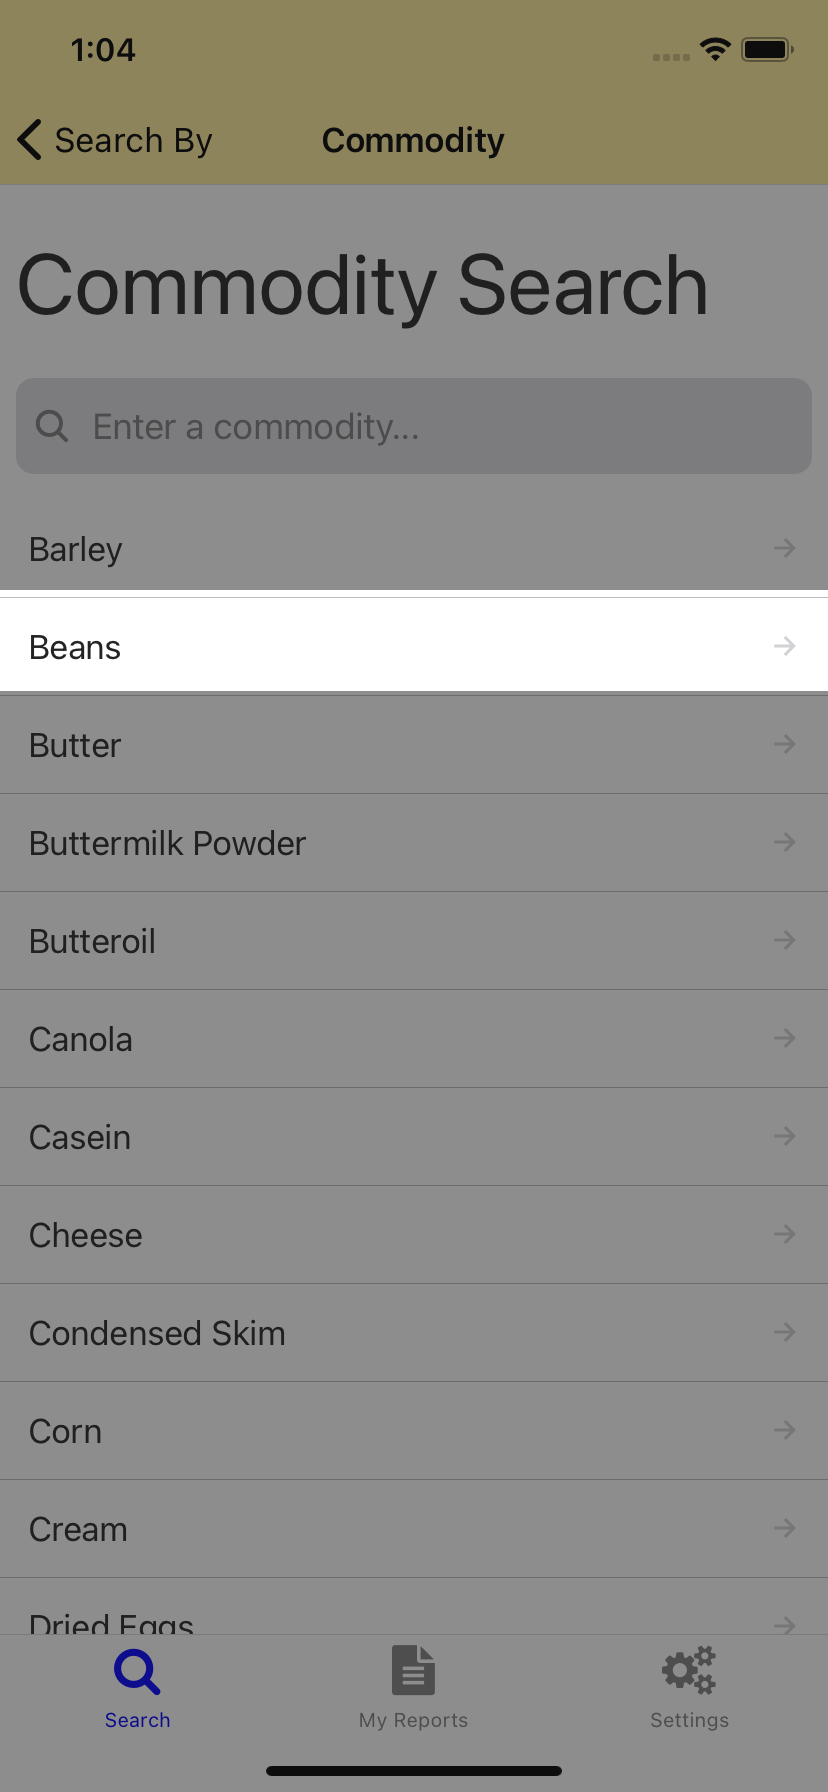 1:04
Search By
Commodity
Commodity Search
Enter a commodity...
Barley
Beans
Butter
Buttermilk Powder
Butteroil
Canola
Casein
Cheese
Condensed Skim
Corn
Cream
Dried Eggs
Search
My Reports
Settings